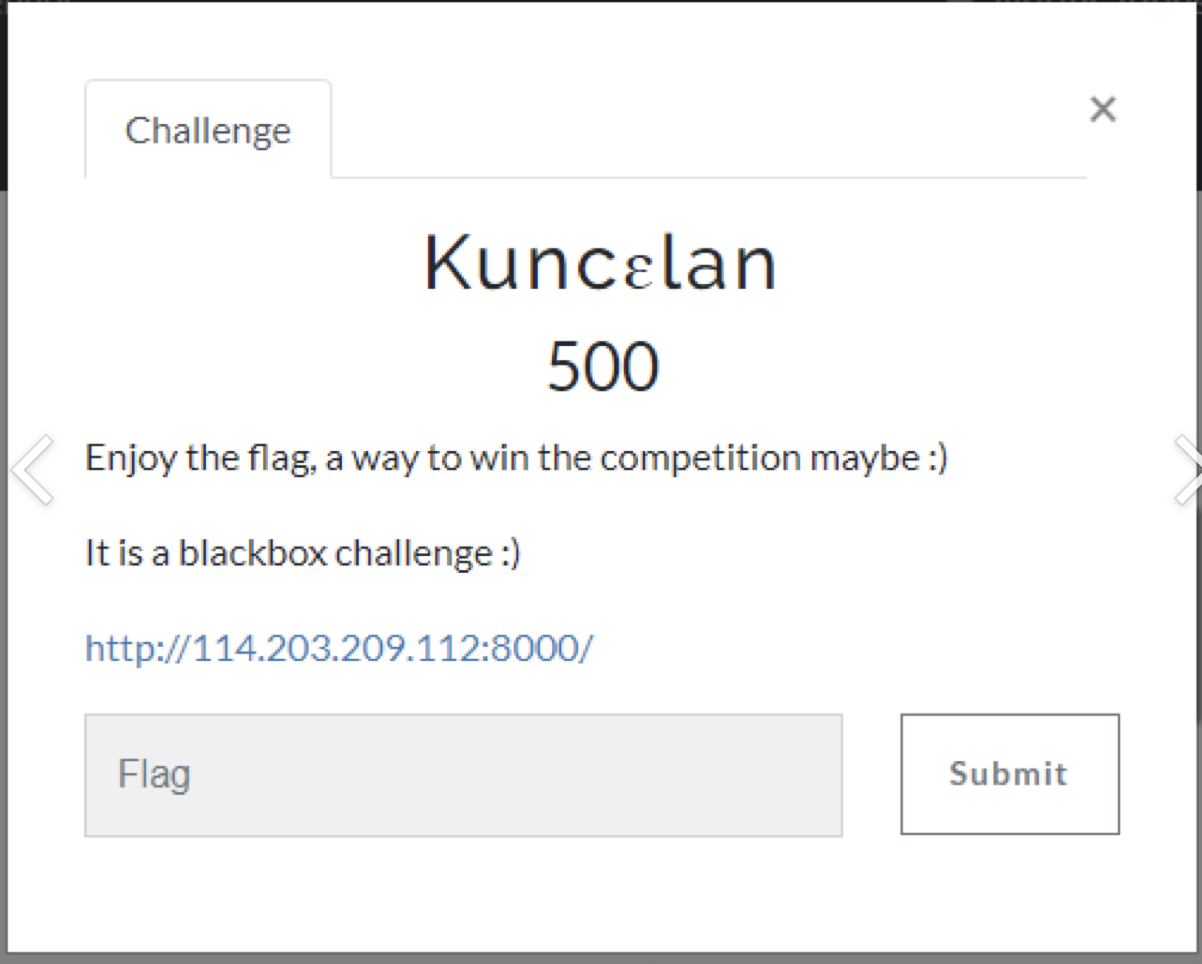 Challenge
×
Kuncεlan
500
Enjoy the flag, a way to win the competition maybe :)
It is a blackbox challenge :)
http://114.203.209.112:8000/
Flag
Submit